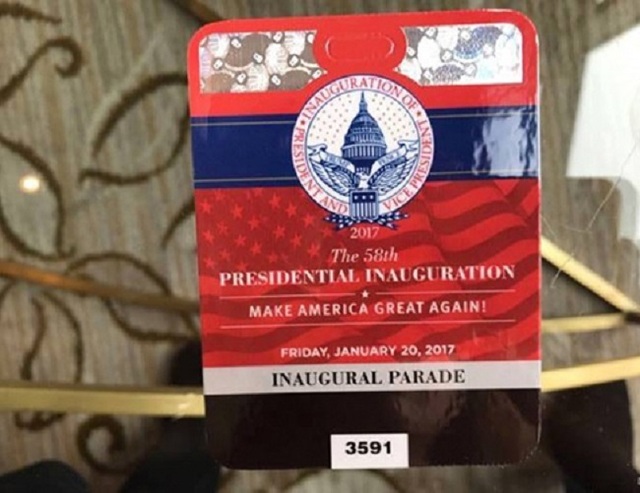 INAUGURATION OF
PRESIDENT AND
VICE PRESIDENT
2017
The 58th
PRESIDENTIAL INAUGURATION
MAKE AMERICA GREAT AGAIN!
FRIDAY, JANUARY 20, 2017
INAUGURAL PARADE
3591